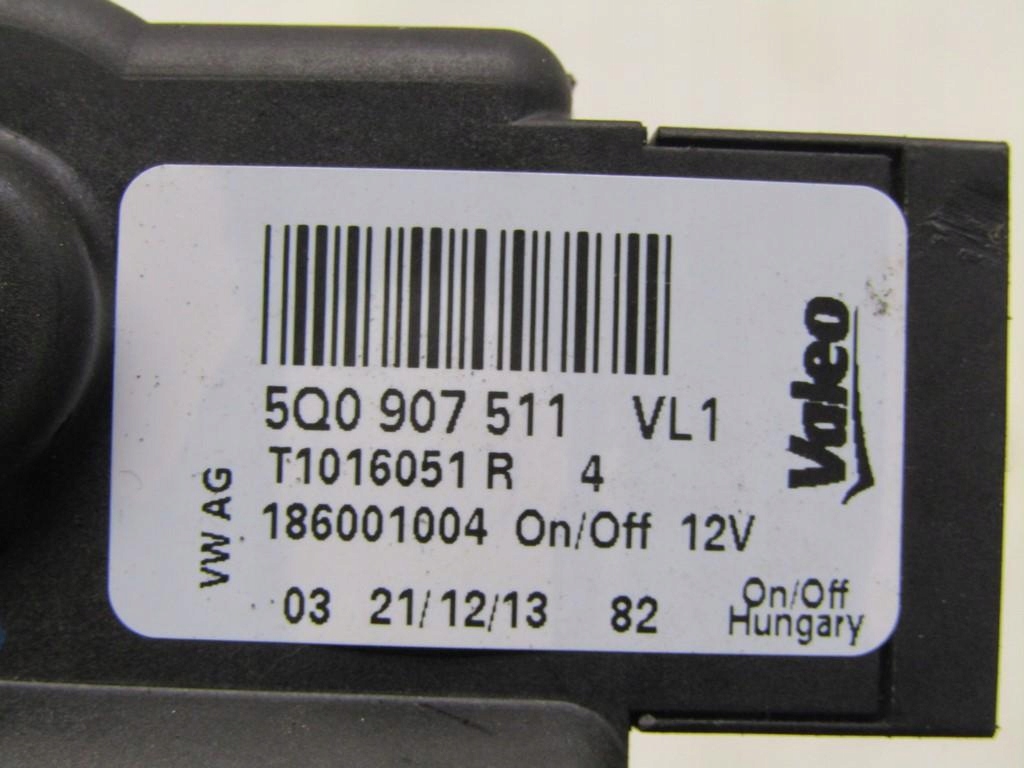 5Q0 907 511 VL1
T1016051 R 4
186001004 On/Off 12V
03 21/12/13 82
On/Off
Hungary
VW AG
Valeo